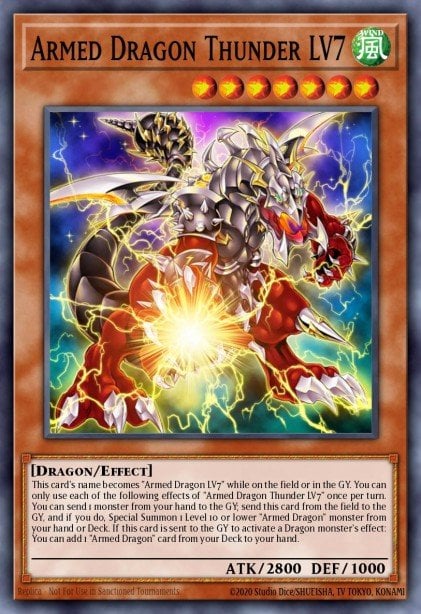 Armed Dragon Thunder LV7
WIND
風
[Dragon/Effect]
This card's name becomes "Armed Dragon LV7" while on the field or in the GY. You can
only use each of the following effects of "Armed Dragon Thunder LV7" once per turn.
You can send 1 monster from your hand to the GY; send this card from the field to
the GY, and if you do, Special Summon 1 Level 10 or lower "Armed Dragon" monster from
your hand or Deck. If this card is sent to the GY to activate a Dragon monster's effect:
You can add 1 "Armed Dragon" card from your Deck to your hand.
ATK/2800 DEF/1000
Replica - Not For Use in Sanctioned Tournaments
©2020 Studio Dice/SHUEISHA, TV TOKYO, KONAMI